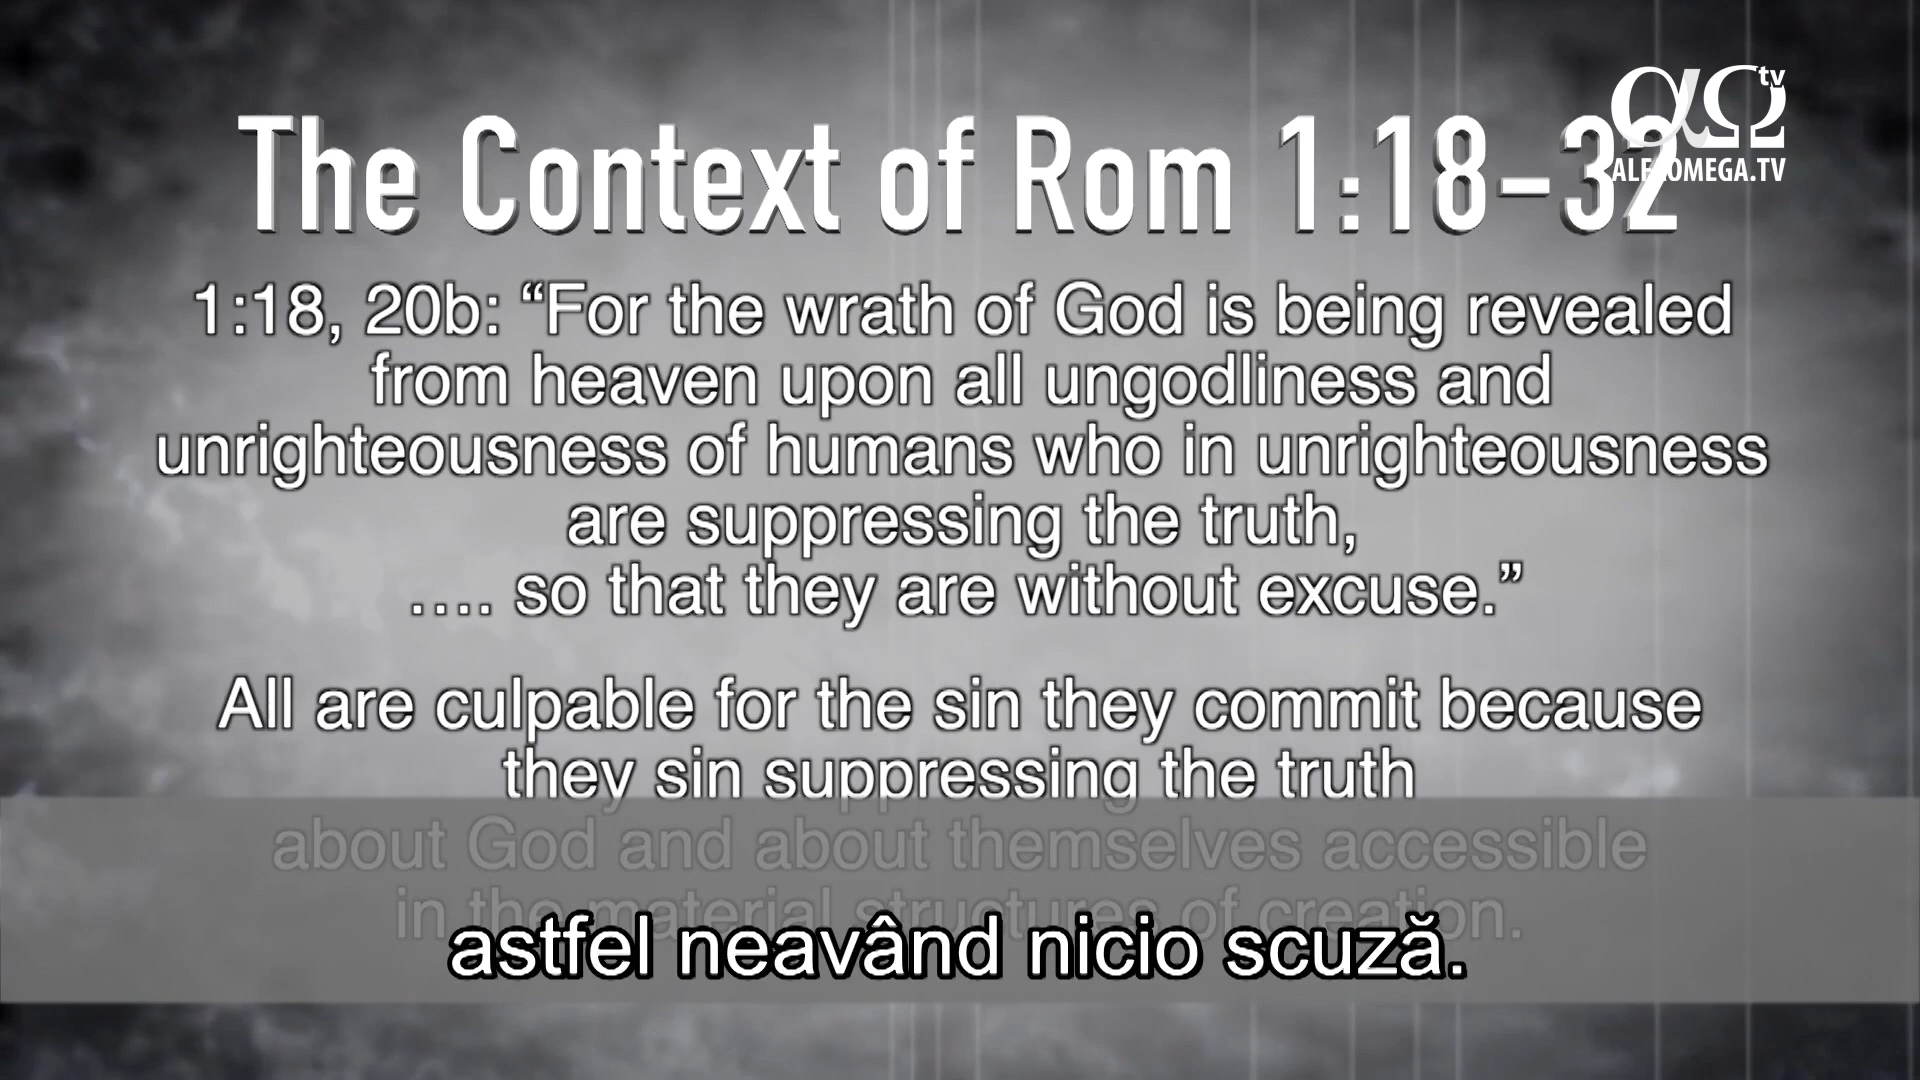 αΩtv
ALFAOMEGA.TV
The Context of Rom 1:18-32
1:18, 20b: “For the wrath of God is being revealed
from heaven upon all ungodliness and
unrighteousness of humans who in unrighteousness
are suppressing the truth,
…. so that they are without excuse.”
All are culpable for the sin they commit because
they sin suppressing the truth
about God and about themselves accessible
in the material structures of creation.
astfel neavând nicio scuză.